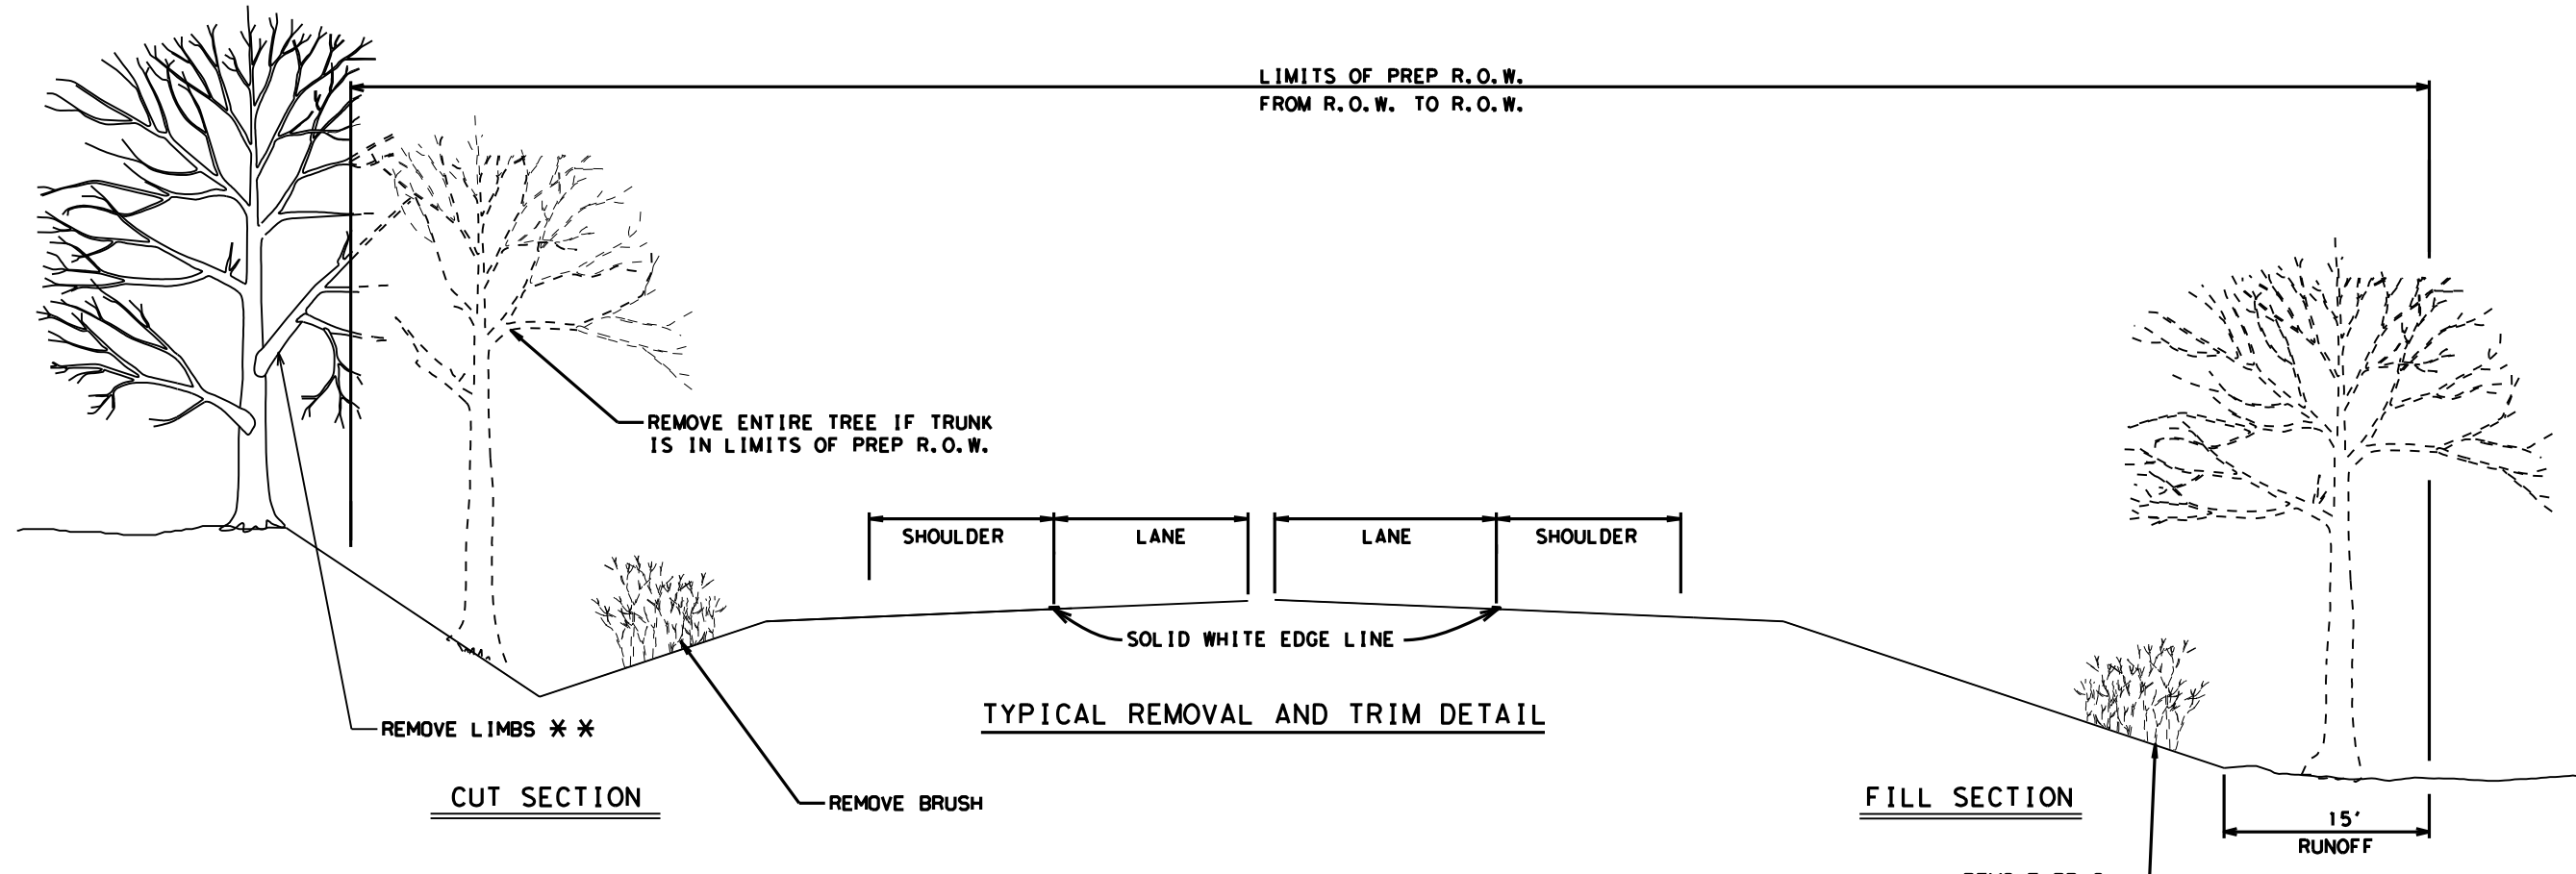 LIMITS OF PREP R.O.W.
FROM R.O.W. TO R.O.W.
REMOVE ENTIRE TREE IF TRUNK
IS IN LIMITS OF PREP R.O.W.
SHOULDER
LANE
LANE
SHOULDER
SOLID WHITE EDGE LINE
TYPICAL REMOVAL AND TRIM DETAIL
REMOVE LIMBS * *
CUT SECTION
REMOVE BRUSH
FILL SECTION
15'
RUNOFF